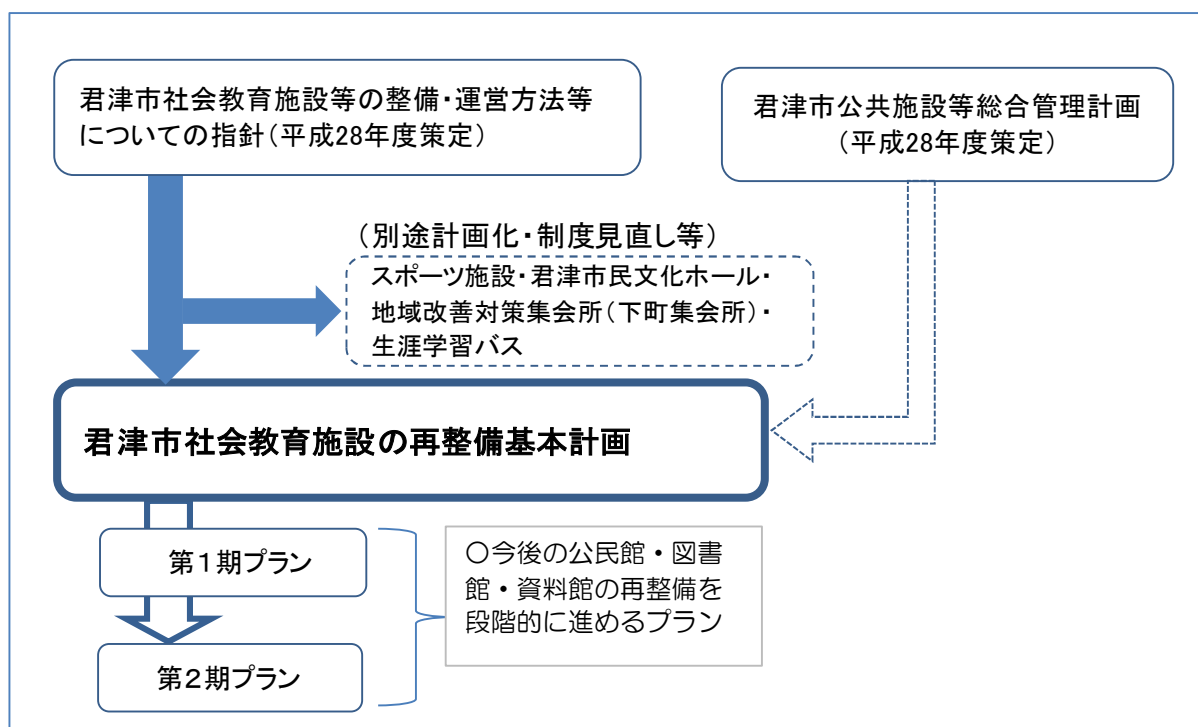 君津市社会教育施設等の整備・運営方法等
についての指針（平成28年度策定）
君津市公共施設等総合管理計画
（平成28年度策定）
（別途計画化・制度見直し等）
スポーツ施設・君津市民文化ホール・
地域改善対策集会所（下町集会所）・
生涯学習バス
君津市社会教育施設の再整備基本計画
第１期プラン
〇今後の公民館・図書
館・資料館の再整備を
段階的に進めるプラン
第２期プラン